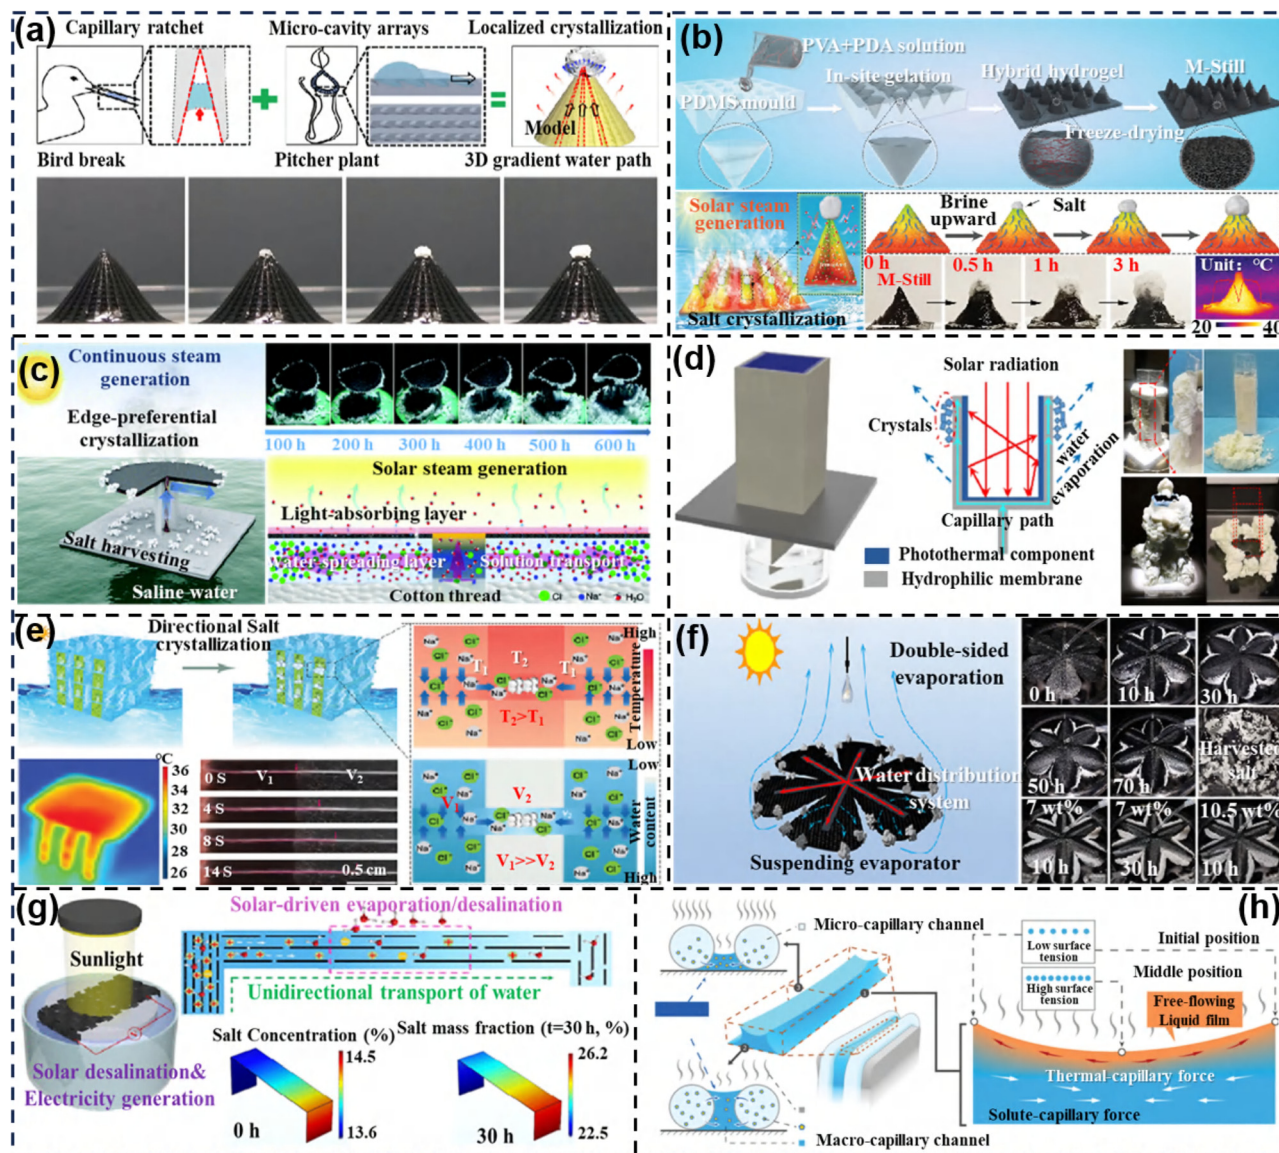 (a)
Capillary ratchet
Micro-cavity arrays
Localized crystallization
Model
Bird break
Pitcher plant
3D gradient water path
(b)
PVA+PDA solution
In-site gelation
Hybrid hydrogel
M-Still
PDMS mould
Freeze-drying
Solar steam
generation
Salt crystallization
Brine
upward
Salt
0 h
0.5 h
1 h
3 h
M-Still
Unit: °C
20
40
(c)
Continuous steam
generation
Edge-preferential
crystallization
Salt harvesting
Saline water
100 h
200 h
300 h
400 h
500 h
600 h
Solar steam generation
Light-absorbing layer
Water-spreading layer
Solution transport
Cotton thread
Cl⁻
Na⁺
H₂O
(d)
Solar radiation
Crystals
water
evaporation
Capillary path
Photothermal component
Hydrophilic membrane
(e)
Directional Salt
crystallization
°C
36
34
32
30
28
26
0 S
V₁
V₂
4 S
8 S
14 S
0.5 cm
High
Temperature
Low
T₁
T₂
T₁
T₂>T₁
Na⁺
Cl⁻
Low
Water
content
High
V₁
V₂
V₁>>V₂
(f)
Double-sided
evaporation
Water distribution
system
Suspending evaporator
0 h
10 h
30 h
50 h
70 h
Harvested
salt
7 wt%
7 wt%
10.5 wt%
10 h
30 h
10 h
(g)
Sunlight
Solar desalination&
Electricity generation
Solar-driven evaporation/desalination
Unidirectional transport of water
Salt Concentration (%)
14.5
13.6
0 h
Salt mass fraction (t=30 h, %)
26.2
22.5
30 h
(h)
Micro-capillary channel
Macro-capillary channel
1
2
3
Low surface
tension
High surface
tension
Initial position
Middle position
Free-flowing
Liquid film
Thermal-capillary force
Solute-capillary force